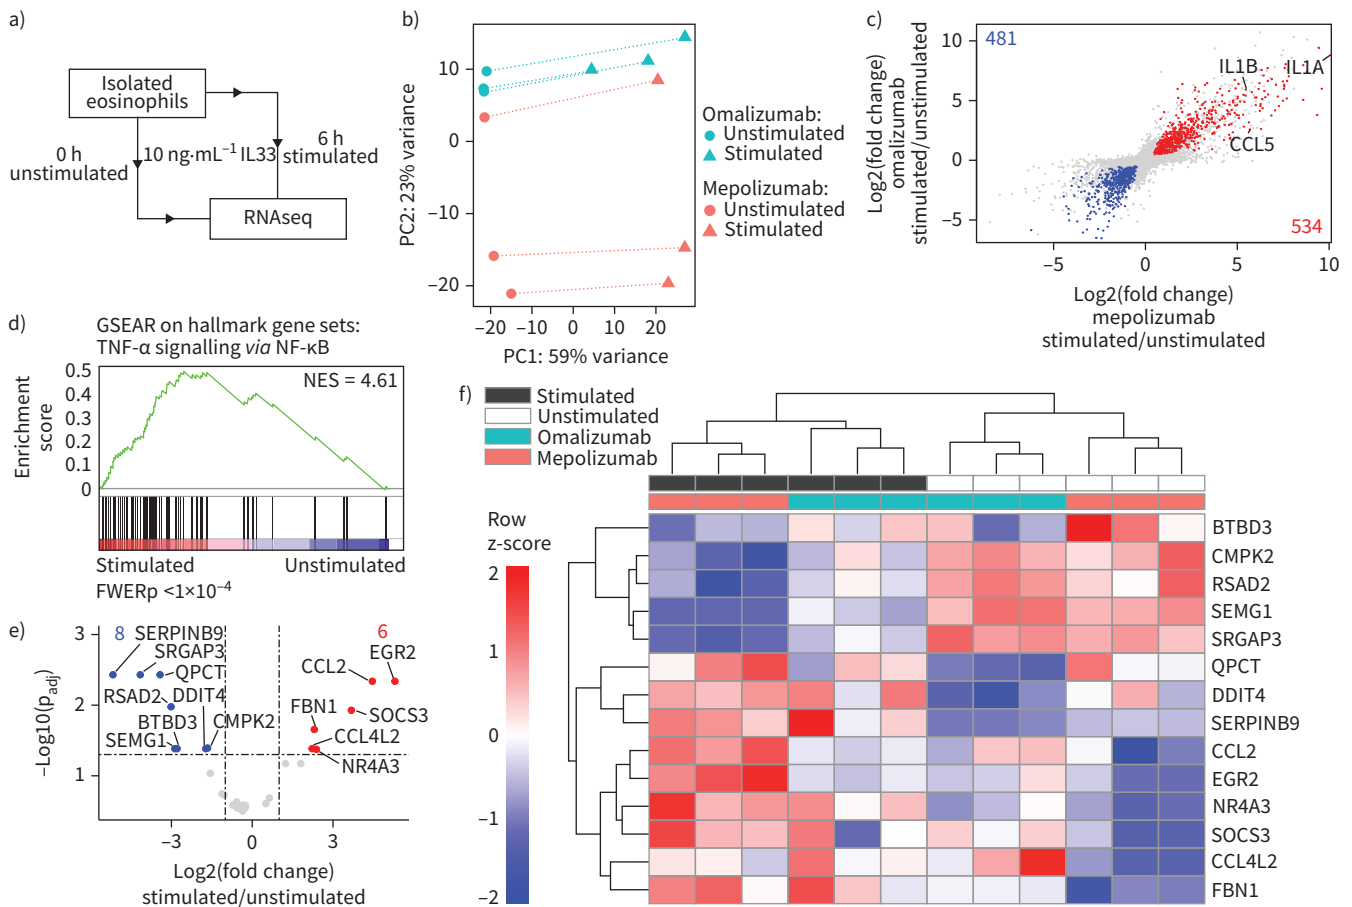 a)
Isolated
eosinophils
0 h
unstimulated
10 ng·mL⁻¹ IL33
6 h
stimulated
RNAseq
b)
PC2: 23% variance
10
0
−10
−20
−20
−10
0
10
20
PC1: 59% variance
Omalizumab:
Unstimulated
Stimulated
Mepolizumab:
Unstimulated
Stimulated
c)
Log2(fold change)
omalizumab
stimulated/unstimulated
10
5
0
−5
481
IL1B
IL1A
CCL5
534
−5
0
5
10
Log2(fold change)
mepolizumab
stimulated/unstimulated
d)
GSEAR on hallmark gene sets:
TNF-α signalling via NF-κB
Enrichment
score
0.5
0.4
0.3
0.2
0.1
0
NES = 4.61
Stimulated
Unstimulated
FWERp <1×10⁻⁴
e)
−Log10(p_adj)
3
2
1
8
SERPINB9
SRGAP3
QPCT
RSAD2
DDIT4
BTBD3
CMPK2
SEMG1
6
EGR2
CCL2
FBN1
SOCS3
CCL4L2
NR4A3
−3
0
3
Log2(fold change)
stimulated/unstimulated
f)
Stimulated
Unstimulated
Omalizumab
Mepolizumab
Row
z-score
2
1
0
−1
−2
BTBD3
CMPK2
RSAD2
SEMG1
SRGAP3
QPCT
DDIT4
SERPINB9
CCL2
EGR2
NR4A3
SOCS3
CCL4L2
FBN1